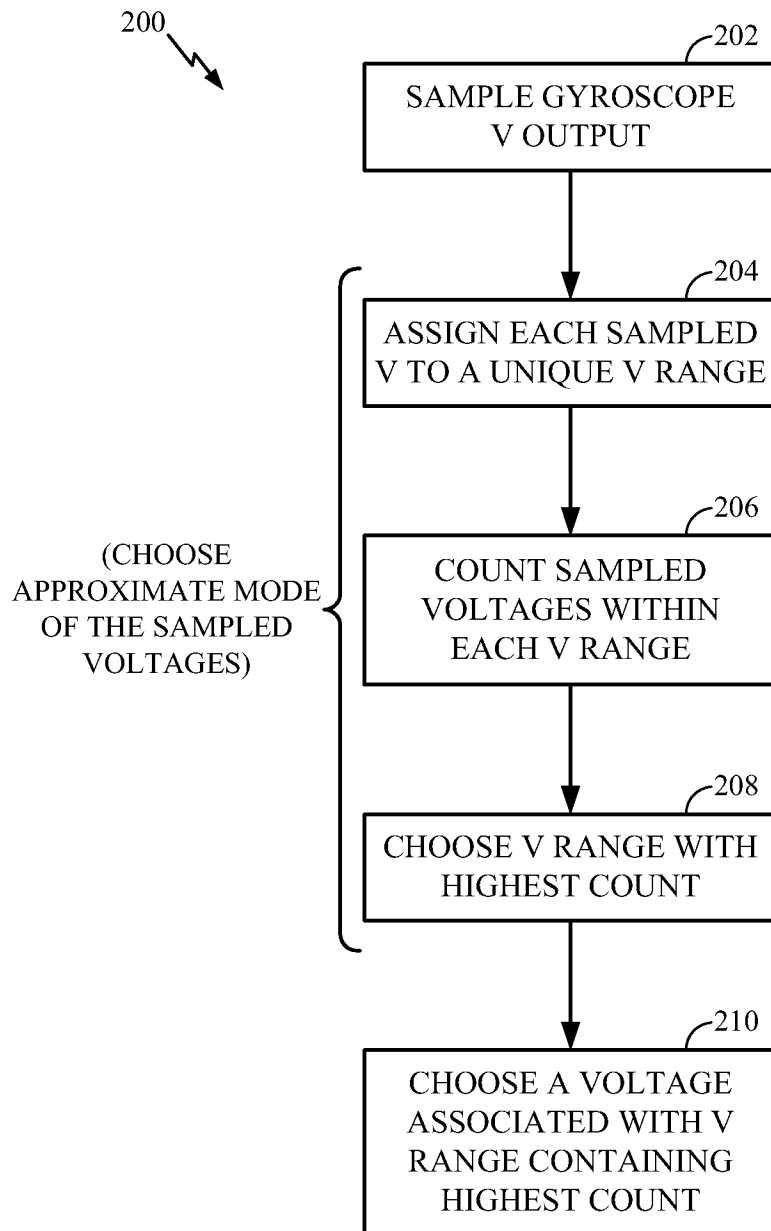 200
202
SAMPLE GYROSCOPE
V OUTPUT
204
ASSIGN EACH SAMPLED
V TO A UNIQUE V RANGE
206
(CHOOSE
APPROXIMATE MODE
OF THE SAMPLED
VOLTAGES)
COUNT SAMPLED
VOLTAGES WITHIN
EACH V RANGE
208
CHOOSE V RANGE WITH
HIGHEST COUNT
210
CHOOSE A VOLTAGE
ASSOCIATED WITH V
RANGE CONTAINING
HIGHEST COUNT